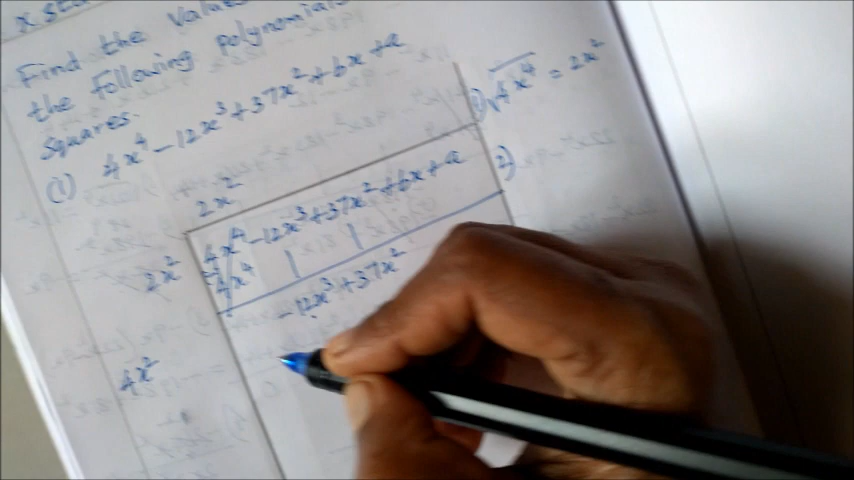 Find the Values
the following polynomials
squares.
(i) 4x⁴ - 12x³ + 37x² + bx + a
1) √4x⁴ = 2x²
2x²
2x² 4x⁴ - 12x³ + 37x² + bx + a
4x⁴
2)
-12x³ + 37x²
4x²